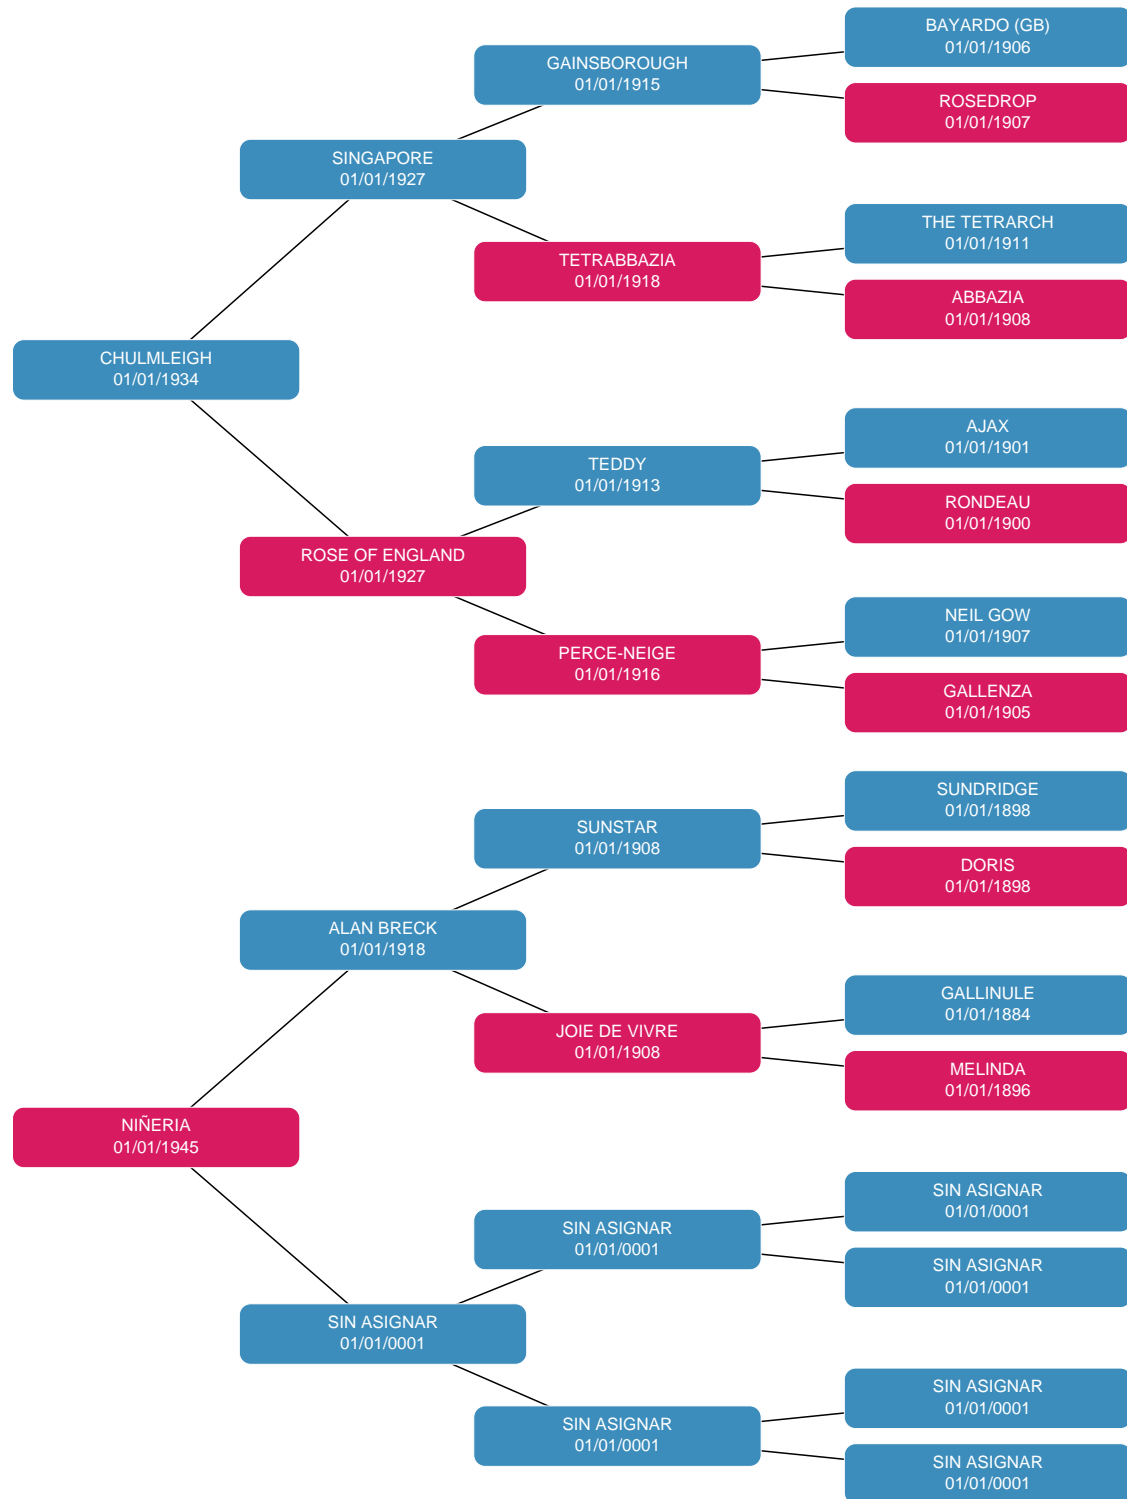 BAYARDO (GB)
01/01/1906
GAINSBOROUGH
01/01/1915
ROSEDROP
01/01/1907
SINGAPORE
01/01/1927
THE TETRARCH
01/01/1911
TETRABBAZIA
01/01/1918
ABBAZIA
01/01/1908
CHULMLEIGH
01/01/1934
AJAX
01/01/1901
TEDDY
01/01/1913
RONDEAU
01/01/1900
ROSE OF ENGLAND
01/01/1927
NEIL GOW
01/01/1907
PERCE-NEIGE
01/01/1916
GALLENZA
01/01/1905
SUNDRIDGE
01/01/1898
SUNSTAR
01/01/1908
DORIS
01/01/1898
ALAN BRECK
01/01/1918
GALLINULE
01/01/1884
JOIE DE VIVRE
01/01/1908
MELINDA
01/01/1896
NIÑERIA
01/01/1945
SIN ASIGNAR
01/01/0001
SIN ASIGNAR
01/01/0001
SIN ASIGNAR
01/01/0001
SIN ASIGNAR
01/01/0001
SIN ASIGNAR
01/01/0001
SIN ASIGNAR
01/01/0001
SIN ASIGNAR
01/01/0001